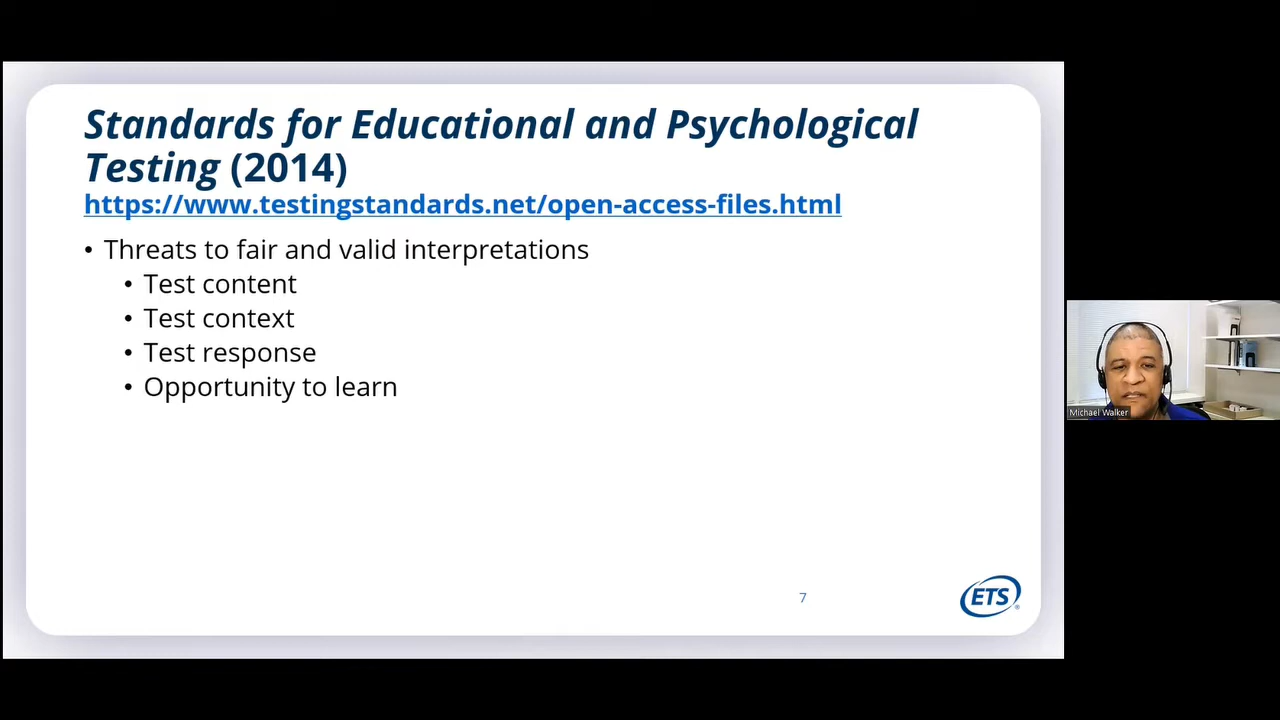 Standards for Educational and Psychological
Testing (2014)
https://www.testingstandards.net/open-access-files.html
• Threats to fair and valid interpretations
• Test content
• Test context
• Test response
• Opportunity to learn
7
ETS®
Michael Walker